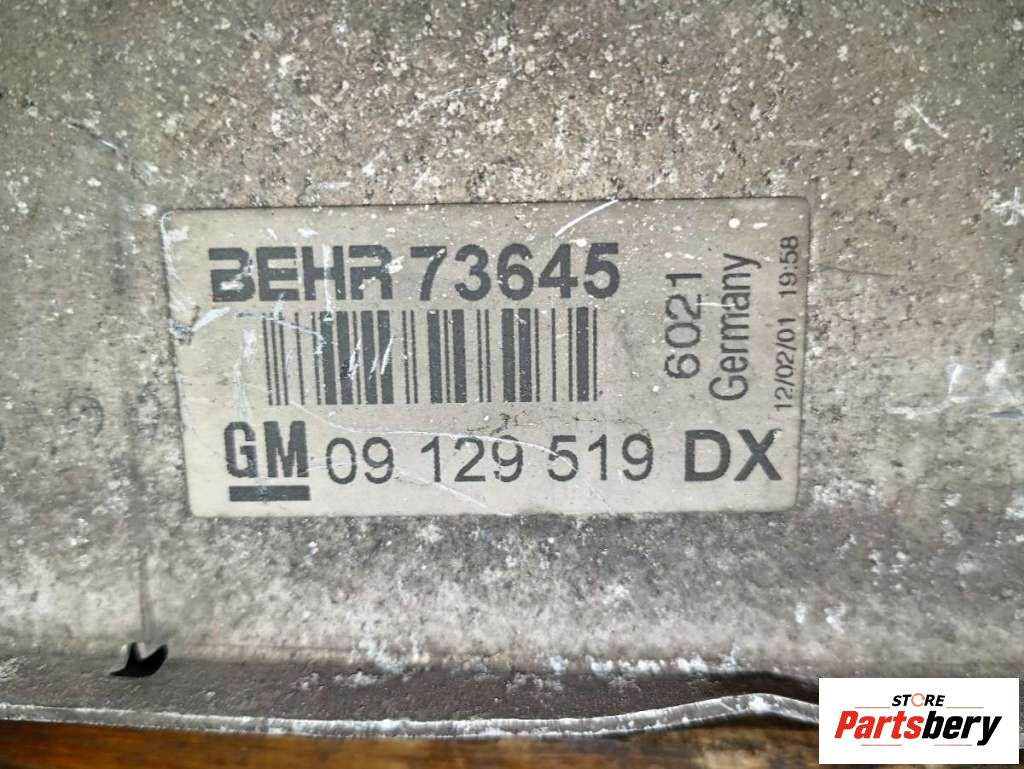 BEHR 73645
6021
Germany
12/02/01 19:58
GM 09 129 519 DX
STORE
Partsbery